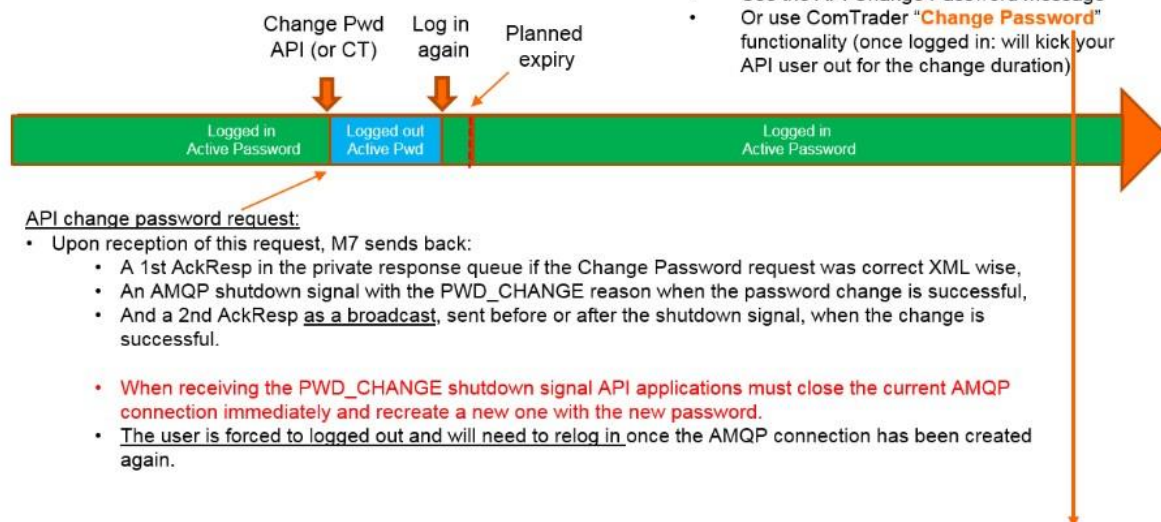 Change Pwd
API (or CT)
Log in
again
Planned
expiry
• Or use ComTrader “Change Password”
functionality (once logged in: will kick your
API user out for the change duration)
Logged in
Active Password
Logged out
Active Pwd
Logged in
Active Password
API change password request:
• Upon reception of this request, M7 sends back:
• A 1st AckResp in the private response queue if the Change Password request was correct XML wise,
• An AMQP shutdown signal with the PWD_CHANGE reason when the password change is successful,
• And a 2nd AckResp as a broadcast, sent before or after the shutdown signal, when the change is
successful.
• When receiving the PWD_CHANGE shutdown signal API applications must close the current AMQP
connection immediately and recreate a new one with the new password.
• The user is forced to logged out and will need to relog in once the AMQP connection has been created
again.